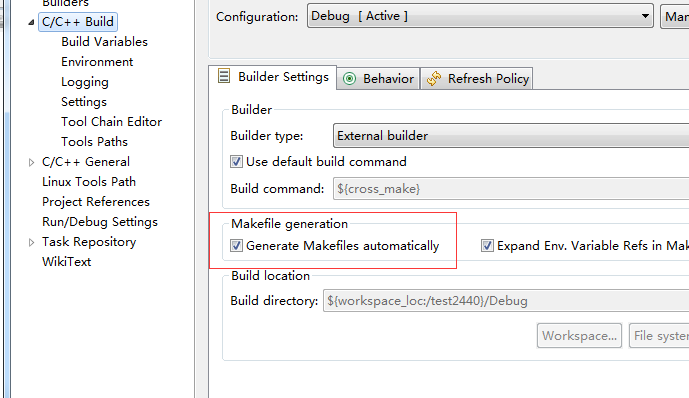 Builders
C/C++ Build
Build Variables
Environment
Logging
Settings
Tool Chain Editor
Tools Paths
C/C++ General
Linux Tools Path
Project References
Run/Debug Settings
Task Repository
WikiText
Configuration: Debug [ Active ]
Builder Settings Behavior Refresh Policy
Builder
Builder type: External builder
Use default build command
Build command: ${cross_make}
Makefile generation
Generate Makefiles automatically Expand Env. Variable Refs in Mak
Build location
Build directory: ${workspace_loc:/test2440}/Debug
Workspace... File system